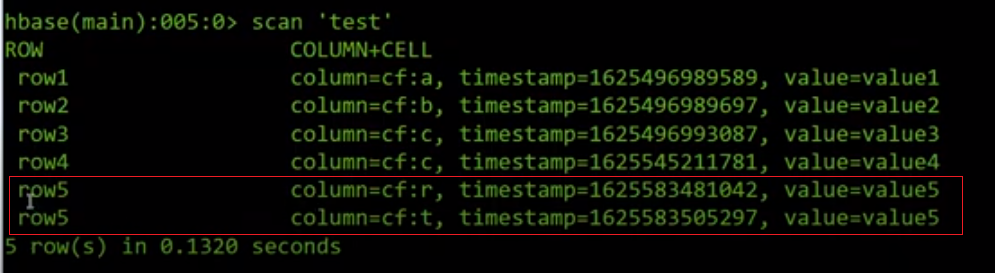 hbase(main):005:0> scan 'test'
ROW COLUMN+CELL
row1 column=cf:a, timestamp=1625496989589, value=value1
row2 column=cf:b, timestamp=1625496989697, value=value2
row3 column=cf:c, timestamp=1625496993087, value=value3
row4 column=cf:c, timestamp=1625545211781, value=value4
row5 column=cf:r, timestamp=1625583481042, value=value5
row5 column=cf:t, timestamp=1625583505297, value=value5
5 row(s) in 0.1320 seconds